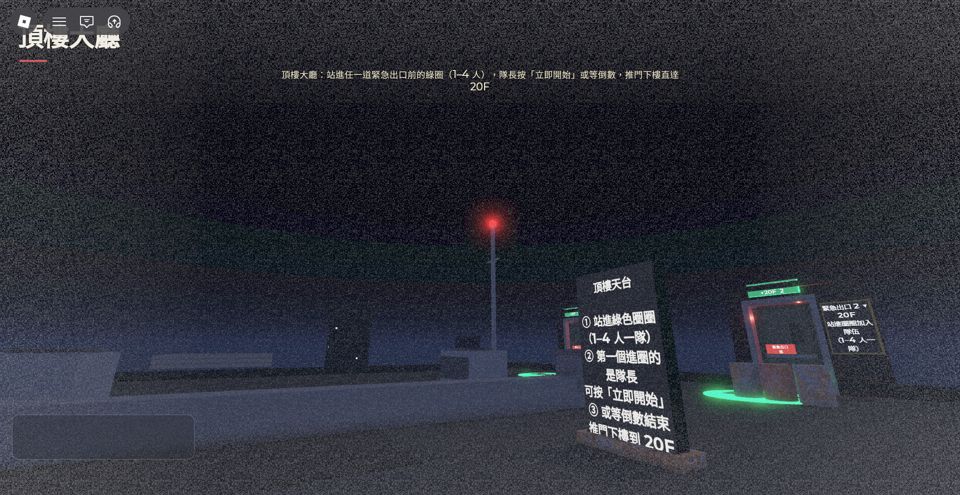 頂樓大廳
頂樓大廳：站進任一道緊急出口前的綠圈（1–4 人），隊長按「立即開始」或等倒數，推門下樓直達
20F
頂樓天台
① 站進綠色圈圈
（1–4 人一隊）
② 第一個進圈的
是隊長
可按「立即開始」
③ 或等倒數結束
推門下樓到 20F
緊急出口 2
20F
站進圈圈加入
隊伍
（1–4 人一
隊）